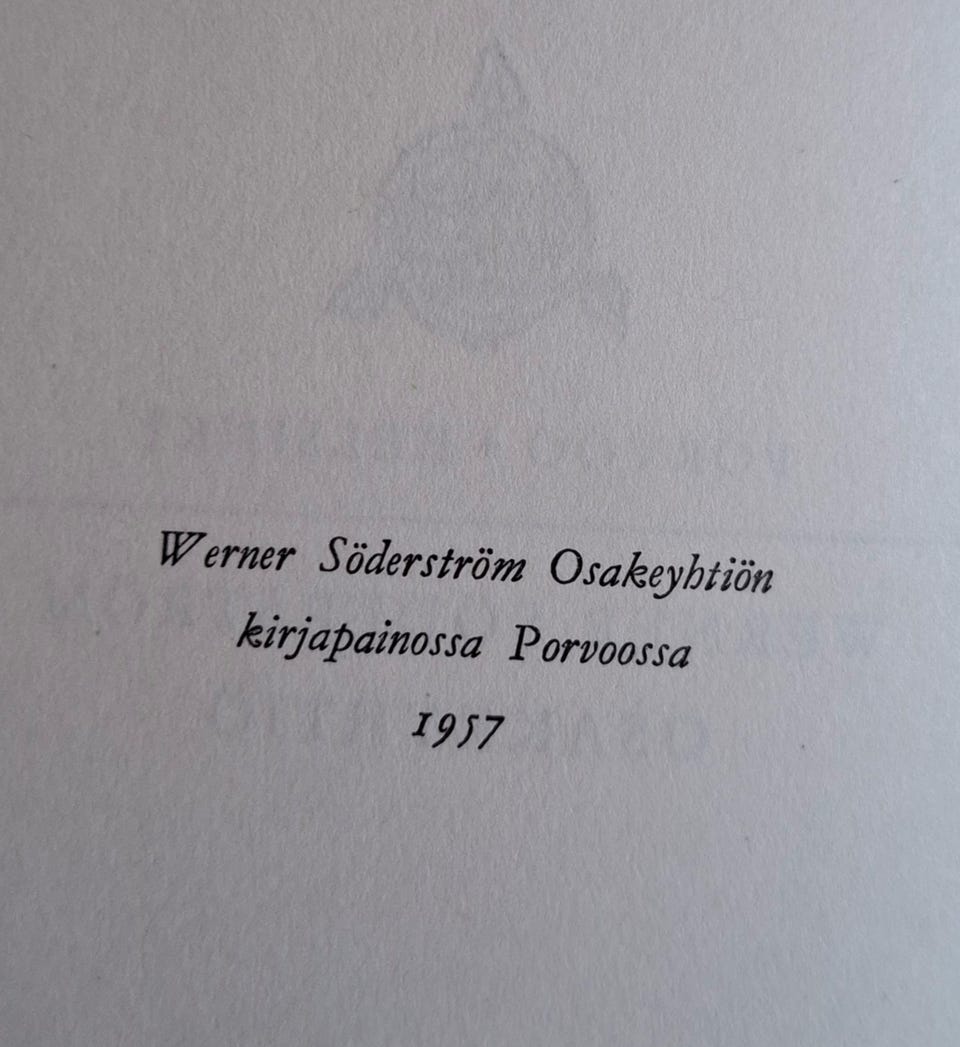 Werner Söderström Osakeyhtiön
kirjapainossa Porvoossa
1957